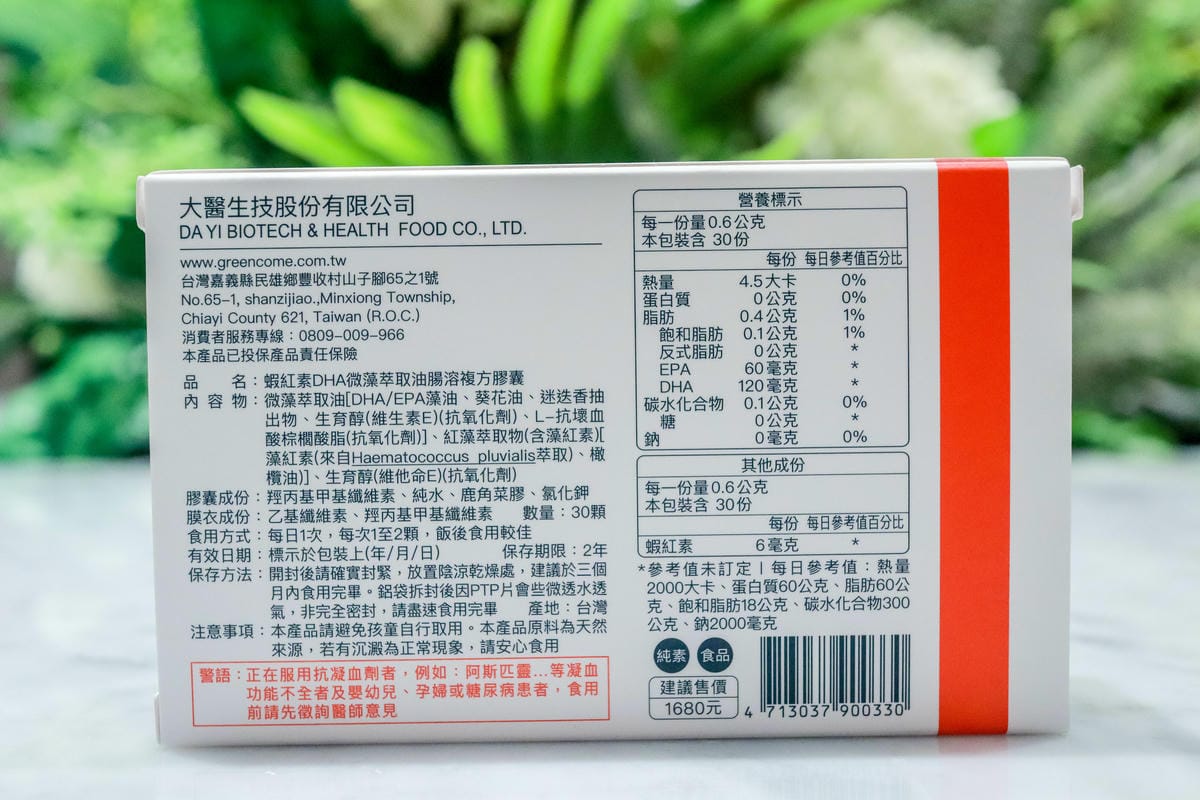 大醫生技股份有限公司
DA YI BIOTECH & HEALTH FOOD CO., LTD.
www.greencome.com.tw
台灣嘉義縣民雄鄉豐收村山子腳65之1號
No.65-1, shanzijiao.,Minxiong Township,
Chiayi County 621, Taiwan (R.O.C.)
消費者服務專線：0809-009-966
本產品已投保產品責任保險
品　　名：蝦紅素DHA微藻萃取油腸溶複方膠囊
內 容 物：微藻萃取油[DHA/EPA藻油、葵花油、迷迭香抽
出物、生育醇(維生素E)(抗氧化劑)、L-抗壞血
酸棕櫚酸脂(抗氧化劑)]、紅藻萃取物(含藻紅素)[
藻紅素(來自Haematococcus pluvialis萃取)、橄
欖油)]、生育醇(維他命E)(抗氧化劑)
膠囊成份：羥丙基甲基纖維素、純水、鹿角菜膠、氯化鉀
膜衣成份：乙基纖維素、羥丙基甲基纖維素　數量：30顆
食用方式：每日1次，每次1至2顆，飯後食用較佳
有效日期：標示於包裝上(年/月/日)　保存期限：2年
保存方法：開封後請確實封緊，放置陰涼乾燥處，建議於三個
月內食用完畢。鋁袋拆封後因PTP片會些微透水透
氣，非完全密封，請盡速食用完畢　產地：台灣
注意事項：本產品請避免孩童自行取用。本產品原料為天然
來源，若有沉澱為正常現象，請安心食用
警語：正在服用抗凝血劑者，例如：阿斯匹靈...等凝血
功能不全者及嬰幼兒、孕婦或糖尿病患者，食用
前請先徵詢醫師意見
營養標示
每一份量0.6公克
本包裝含 30份
每份 每日參考值百分比
熱量 4.5大卡 0%
蛋白質 0公克 0%
脂肪 0.4公克 1%
飽和脂肪 0.1公克 1%
反式脂肪 0公克 *
EPA 60毫克 *
DHA 120毫克 *
碳水化合物 0.1公克 0%
糖 0公克 *
鈉 0毫克 0%
其他成份
每一份量0.6公克
本包裝含 30份
每份 每日參考值百分比
蝦紅素 6毫克 *
*參考值未訂定 | 每日參考值：熱量
2000大卡、蛋白質60公克、脂肪60公
克、飽和脂肪18公克、碳水化合物300
公克、鈉2000毫克
純素 食品
建議售價
1680元
4 713037 900330